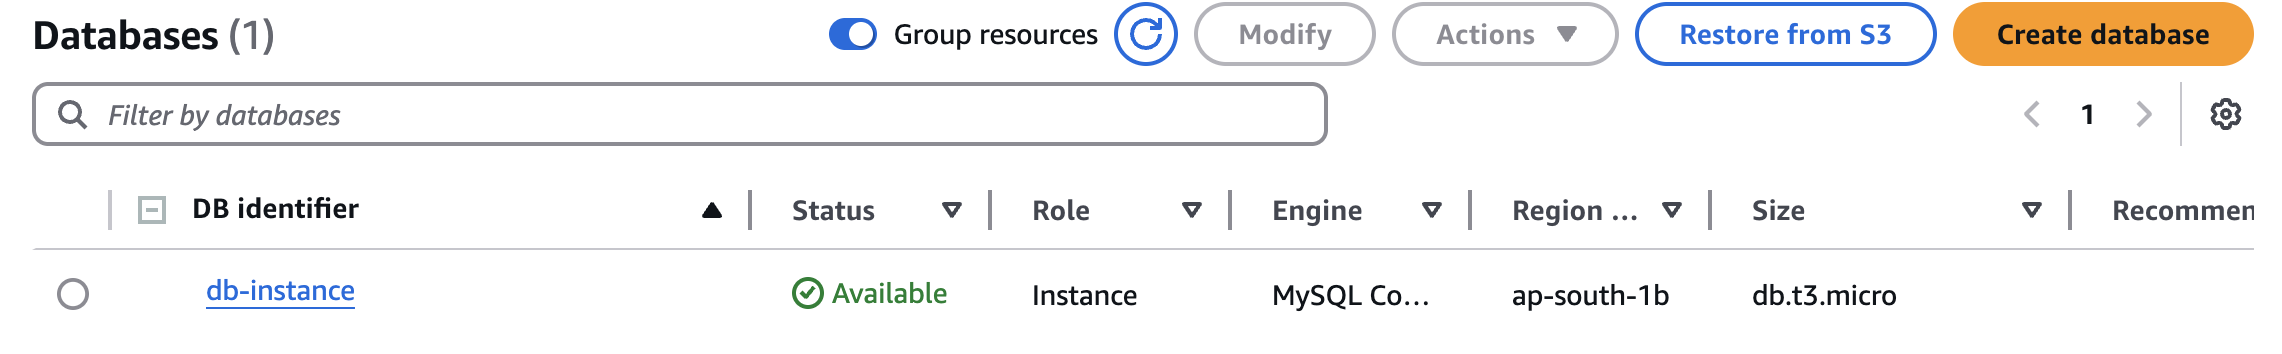 Databases (1) Group resources Modify Actions Restore from S3 Create database
Filter by databases 1
DB identifier Status Role Engine Region ... Size Recommen
db-instance Available Instance MySQL Co... ap-south-1b db.t3.micro